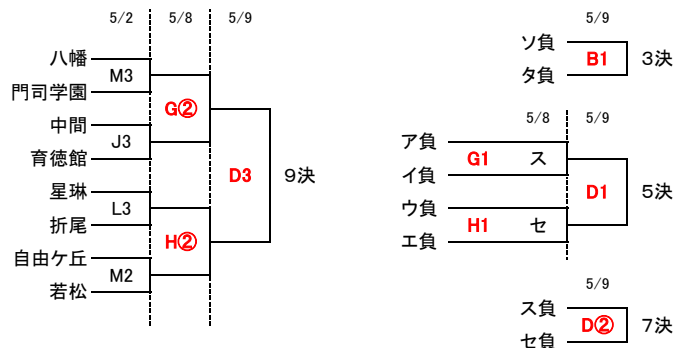 5/2 5/8 5/9
八幡
M3
門司学園
G②
中間
J3
育徳館
D3 9決
星琳
L3
折尾
H②
自由ケ丘
M2
若松
5/9
ソ負
B1 3決
タ負
5/8 5/9
ア負
G1 ス
イ負
D1 5決
ウ負
H1 セ
エ負
5/9
ス負
D② 7決
セ負